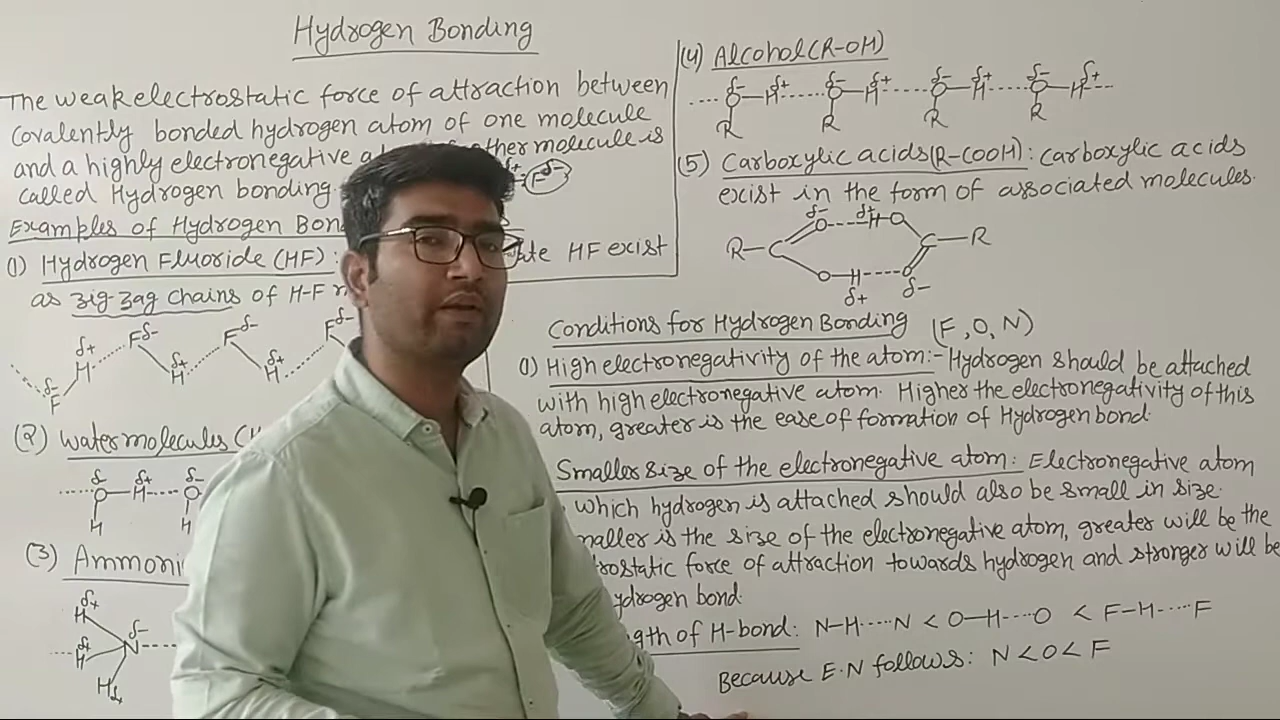 Hydrogen Bonding
The weak electrostatic force of attraction between
covalently bonded hydrogen atom of one molecule
and a highly electronegative other molecule is
called Hydrogen bonding.
δ+ F δ-
Examples of Hydrogen Bon
(1) Hydrogen Fluoride (HF): ate HF exist
as zig zag chains of H-F
δ- F H δ+ F δ- H δ+ F δ- H δ+ F δ-
(2) Water molecules (
δ- O — H δ+ ---- δ- O
H H
(3) Ammoni
δ+ H
δ+ H N δ- ----
H δ+
(4) Alcohol (R-OH)
.... δ- O — H δ+ ...... δ- O — H δ+ ...... δ- O — H δ+ ...... δ- O — H δ+ ....
R R R R
(5) Carboxylic acids (R-COOH): carboxylic acids
exist in the form of associated molecules.
δ- O ---- δ+ H-O
R — C C — R
O — H ---- O
δ+ δ-
Conditions for Hydrogen Bonding (F, O, N)
(1) High electronegativity of the atom:- Hydrogen should be attached
with high electronegative atom. Higher the electronegativity of this
atom, greater is the ease of formation of Hydrogen bond.
Smaller size of the electronegative atom: Electronegative atom
which hydrogen is attached should also be small in size.
maller is the size of the electronegative atom, greater will be the
trostatic force of attraction towards hydrogen and stronger will be
ydrogen bond.
gth of H-bond: N-H.....N < O-H....O < F-H.....F
Because E.N follows: N < O < F